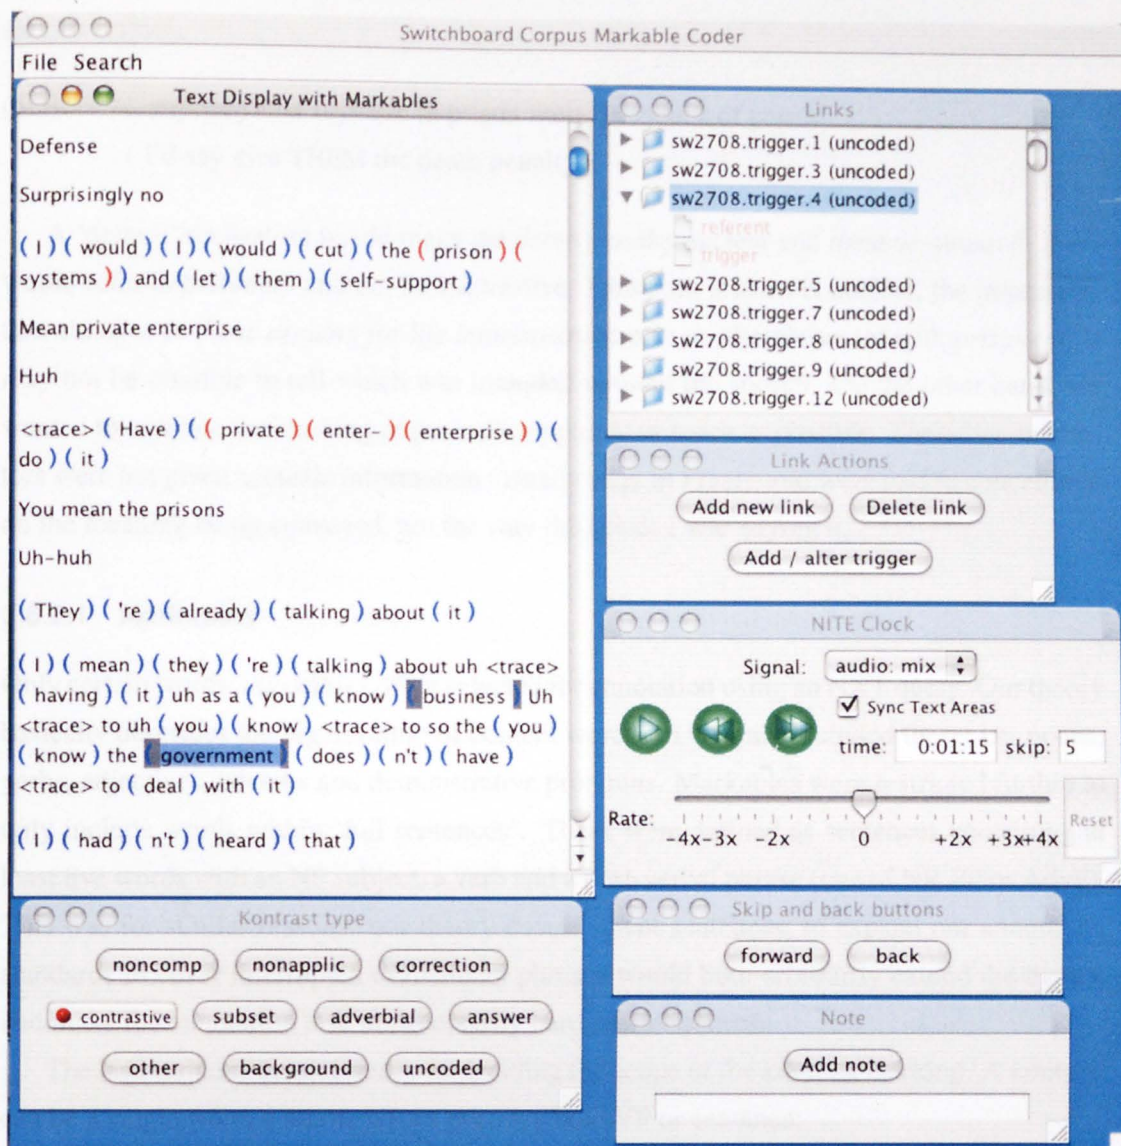 Switchboard Corpus Markable Coder
File Search
Text Display with Markables
Defense
Surprisingly no
( I ) ( would ) ( I ) ( would ) ( cut ) ( the ( prison ) (
systems ) ) and ( let ) ( them ) ( self-support )
Mean private enterprise
Huh
<trace> ( Have ) ( ( private ) ( enter- ) ( enterprise ) ) (
do ) ( it )
You mean the prisons
Uh-huh
( They ) ( 're ) ( already ) ( talking ) about ( it )
( I ) ( mean ) ( they ) ( 're ) ( talking ) about uh <trace>
( having ) ( it ) uh as a ( you ) ( know ) ( business ) Uh
<trace> to uh ( you ) ( know ) <trace> to so the ( you )
( know ) the ( government ) ( does ) ( n't ) ( have )
<trace> to ( deal ) with ( it )
( I ) ( had ) ( n't ) ( heard ) ( that )
Links
sw2708.trigger.1 (uncoded)
sw2708.trigger.3 (uncoded)
sw2708.trigger.4 (uncoded)
referent
trigger
sw2708.trigger.5 (uncoded)
sw2708.trigger.7 (uncoded)
sw2708.trigger.8 (uncoded)
sw2708.trigger.9 (uncoded)
sw2708.trigger.12 (uncoded)
Link Actions
Add new link Delete link
Add / alter trigger
NITE Clock
Signal: audio: mix
Sync Text Areas
time: 0:01:15 skip: 5
Rate:
-4x-3x -2x 0 +2x +3x+4x
Reset
Kontrast type
noncomp nonapplic correction
contrastive subset adverbial answer
other background uncoded
Skip and back buttons
forward back
Note
Add note